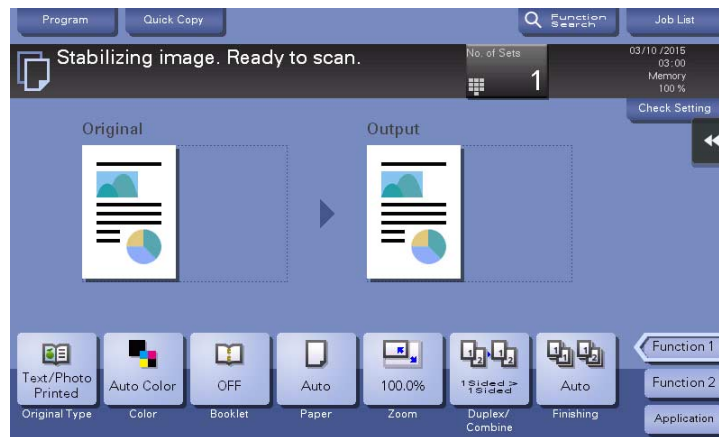 Program
Quick Copy
Function
Search
Job List
Stabilizing image. Ready to scan.
No. of Sets
1
03/10 /2015
03:00
Memory
100 %
Check Setting
Original
Output
Text/Photo
Printed
Auto Color
OFF
Auto
100.0%
1Sided >
1Sided
Auto
Original Type
Color
Booklet
Paper
Zoom
Duplex/
Combine
Finishing
Function 1
Function 2
Application